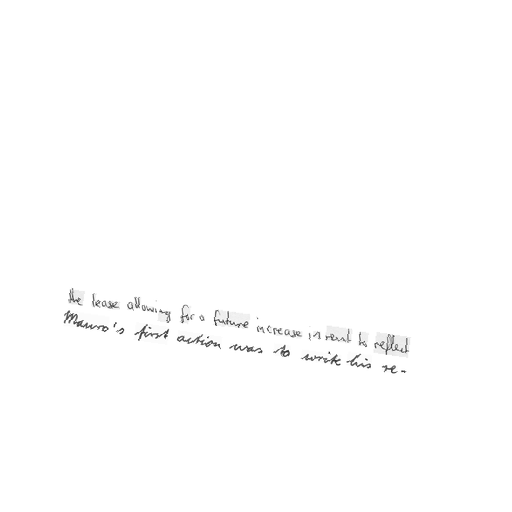 the lease allowing for a future increase in rent to reflect
Mauro's first action was to write his re-